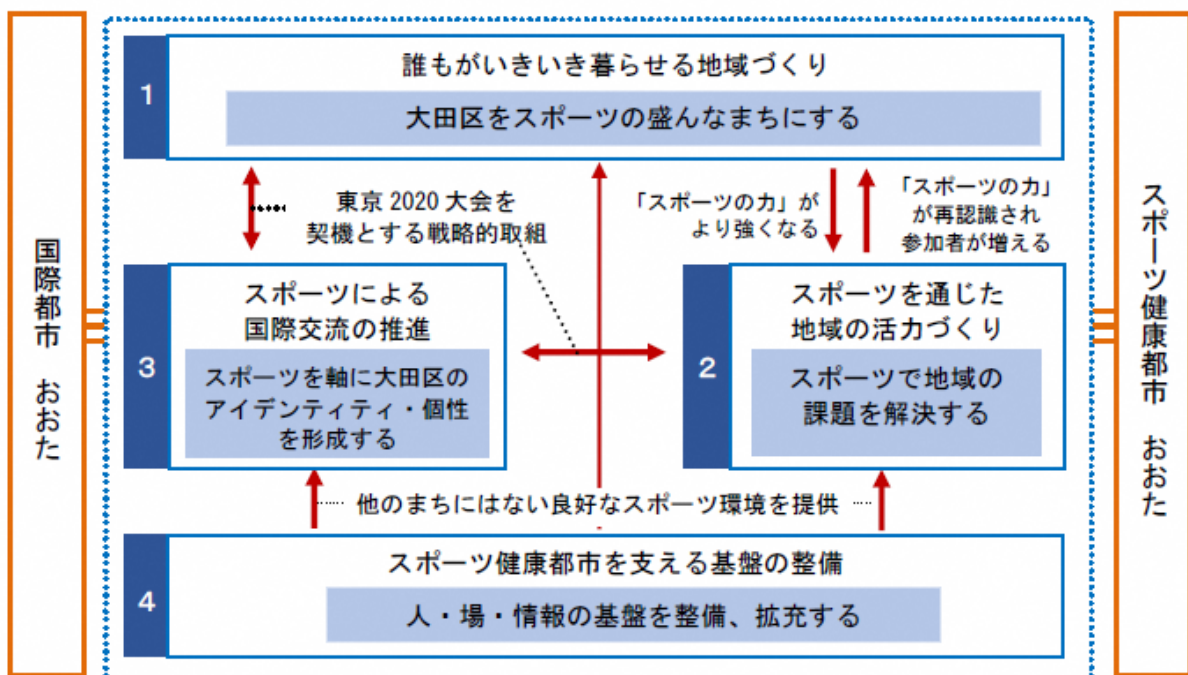 国際都市 おおた
1
誰もがいきいき暮らせる地域づくり
大田区をスポーツの盛んなまちにする
東京 2020 大会を
契機とする戦略的取組
「スポーツの力」が
より強くなる
「スポーツの力」
が再認識され
参加者が増える
3
スポーツによる
国際交流の推進
スポーツを軸に大田区の
アイデンティティ・個性
を形成する
2
スポーツを通じた
地域の活力づくり
スポーツで地域の
課題を解決する
他のまちにはない良好なスポーツ環境を提供
4
スポーツ健康都市を支える基盤の整備
人・場・情報の基盤を整備、拡充する
スポーツ健康都市 おおた